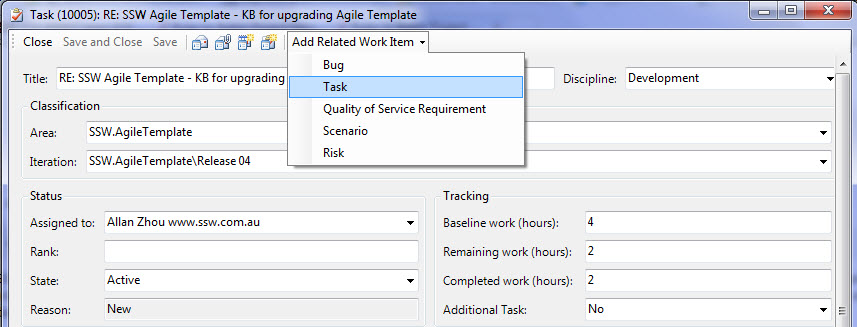 Task (10005): RE: SSW Agile Template - KB for upgrading Agile Template
Close Save and Close Save Add Related Work Item
Bug
Task
Quality of Service Requirement
Scenario
Risk
Title: RE: SSW Agile Template - KB for upgrading Discipline: Development
Classification
Area: SSW.AgileTemplate
Iteration: SSW.AgileTemplate\Release 04
Status
Assigned to: Allan Zhou www.ssw.com.au
Rank:
State: Active
Reason: New
Tracking
Baseline work (hours): 4
Remaining work (hours): 2
Completed work (hours): 2
Additional Task: No